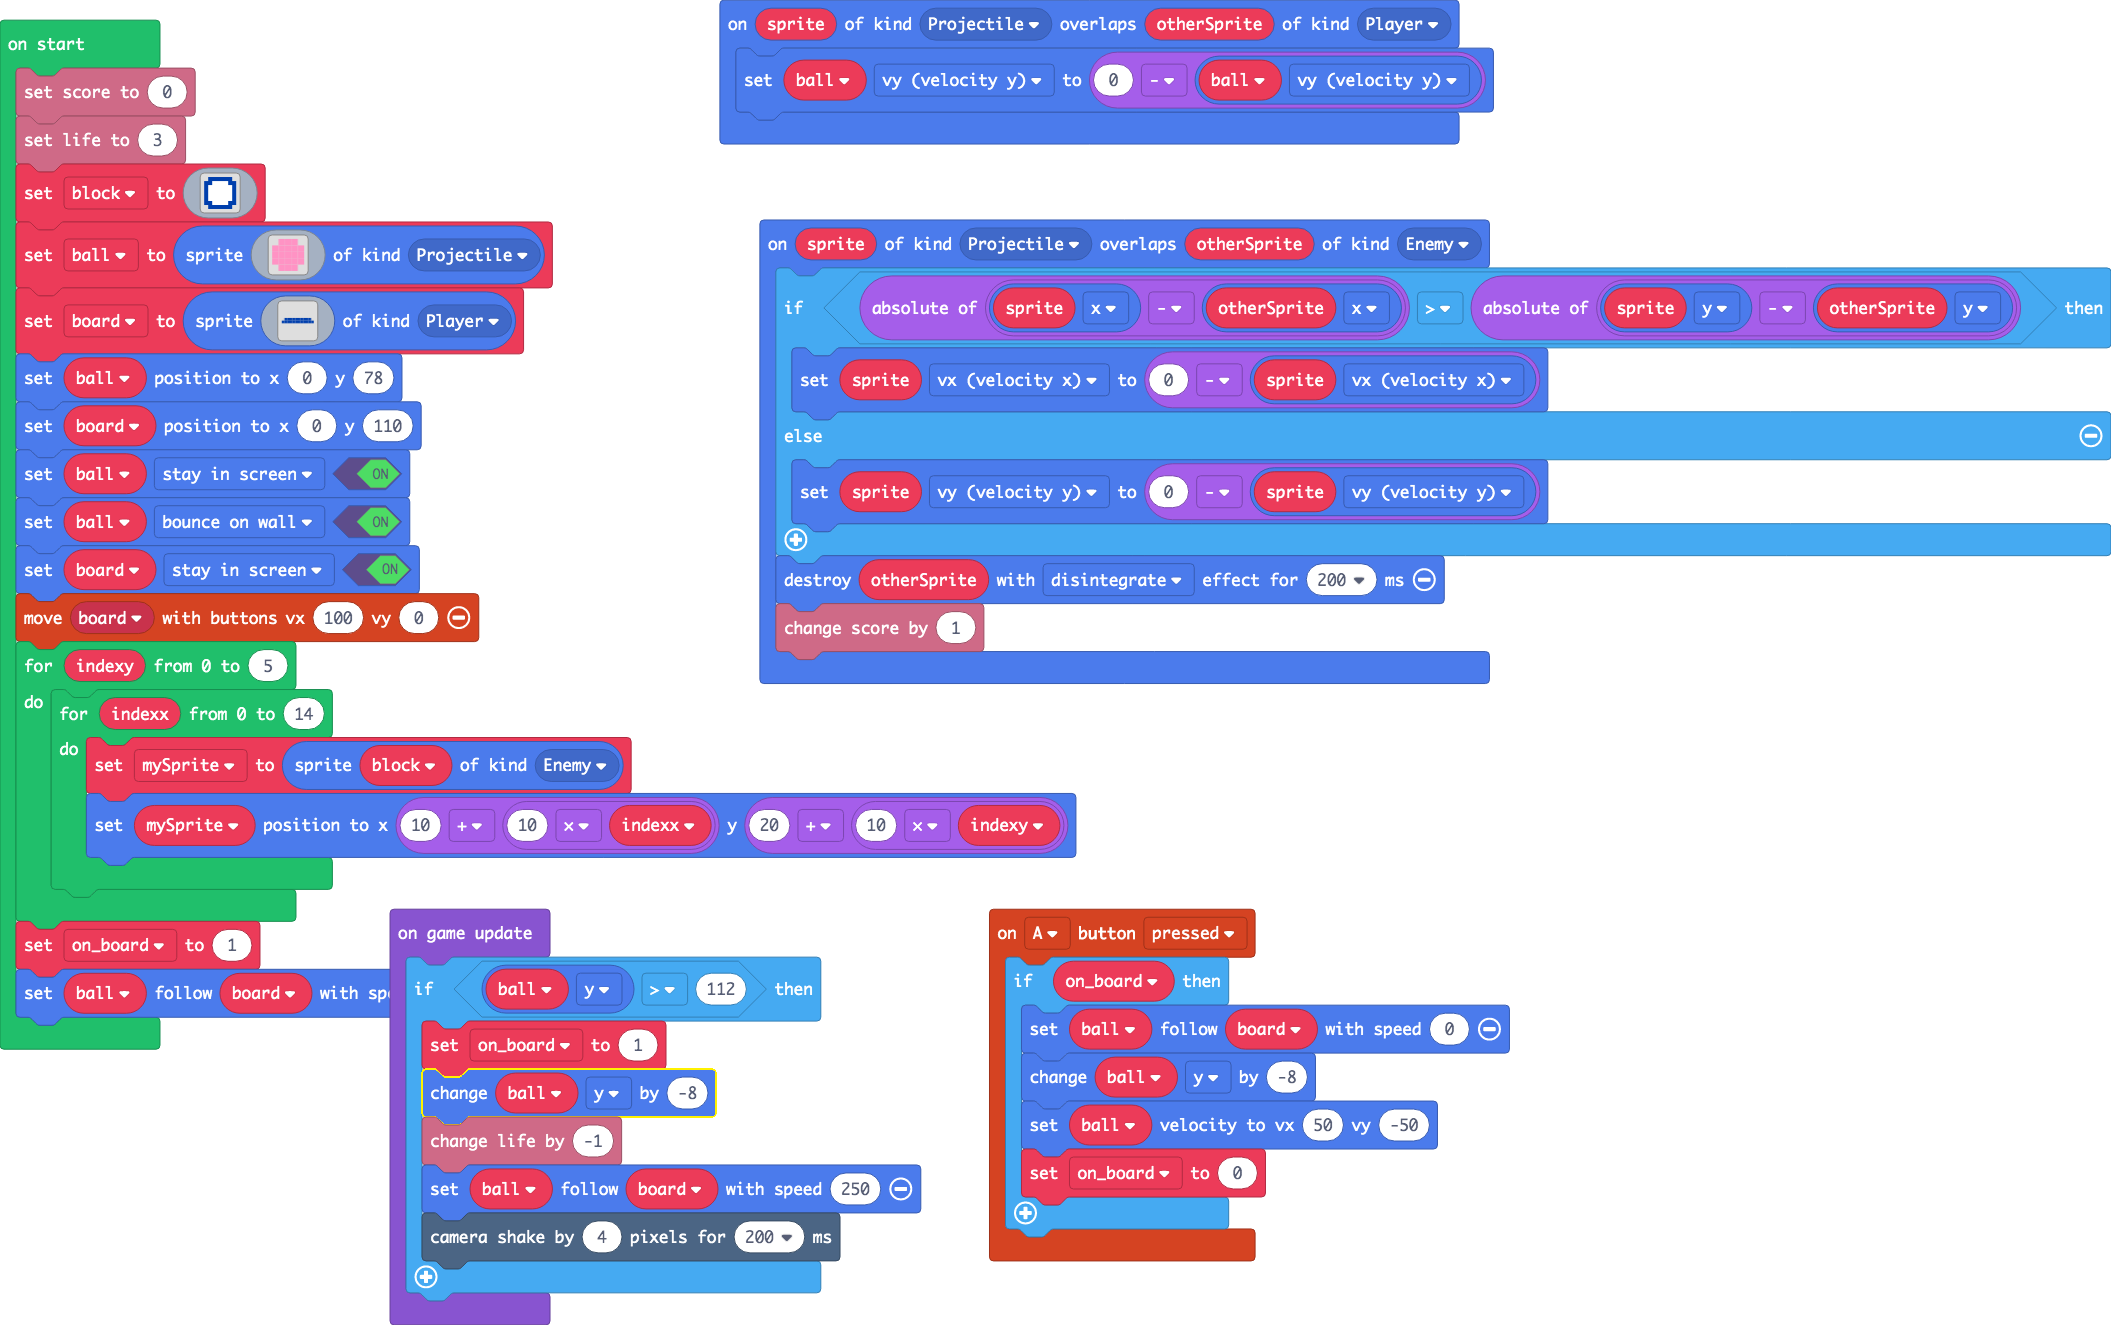 on start
set score to 0
set life to 3
set block to
set ball to sprite of kind Projectile
set board to sprite of kind Player
set ball position to x 0 y 78
set board position to x 0 y 110
set ball stay in screen ON
set ball bounce on wall ON
set board stay in screen ON
move board with buttons vx 100 vy 0
for indexy from 0 to 5
do
for indexx from 0 to 14
do
set mySprite to sprite block of kind Enemy
set mySprite position to x 10 + 10 × indexx y 20 + 10 × indexy
set on_board to 1
set ball follow board with spe
on sprite of kind Projectile overlaps otherSprite of kind Player
set ball vy (velocity y) to 0 - ball vy (velocity y)
on sprite of kind Projectile overlaps otherSprite of kind Enemy
if absolute of sprite x - otherSprite x > absolute of sprite y - otherSprite y then
set sprite vx (velocity x) to 0 - sprite vx (velocity x)
else
set sprite vy (velocity y) to 0 - sprite vy (velocity y)
destroy otherSprite with disintegrate effect for 200 ms
change score by 1
on game update
if ball y > 112 then
set on_board to 1
change ball y by -8
change life by -1
set ball follow board with speed 250
camera shake by 4 pixels for 200 ms
on A button pressed
if on_board then
set ball follow board with speed 0
change ball y by -8
set ball velocity to vx 50 vy -50
set on_board to 0